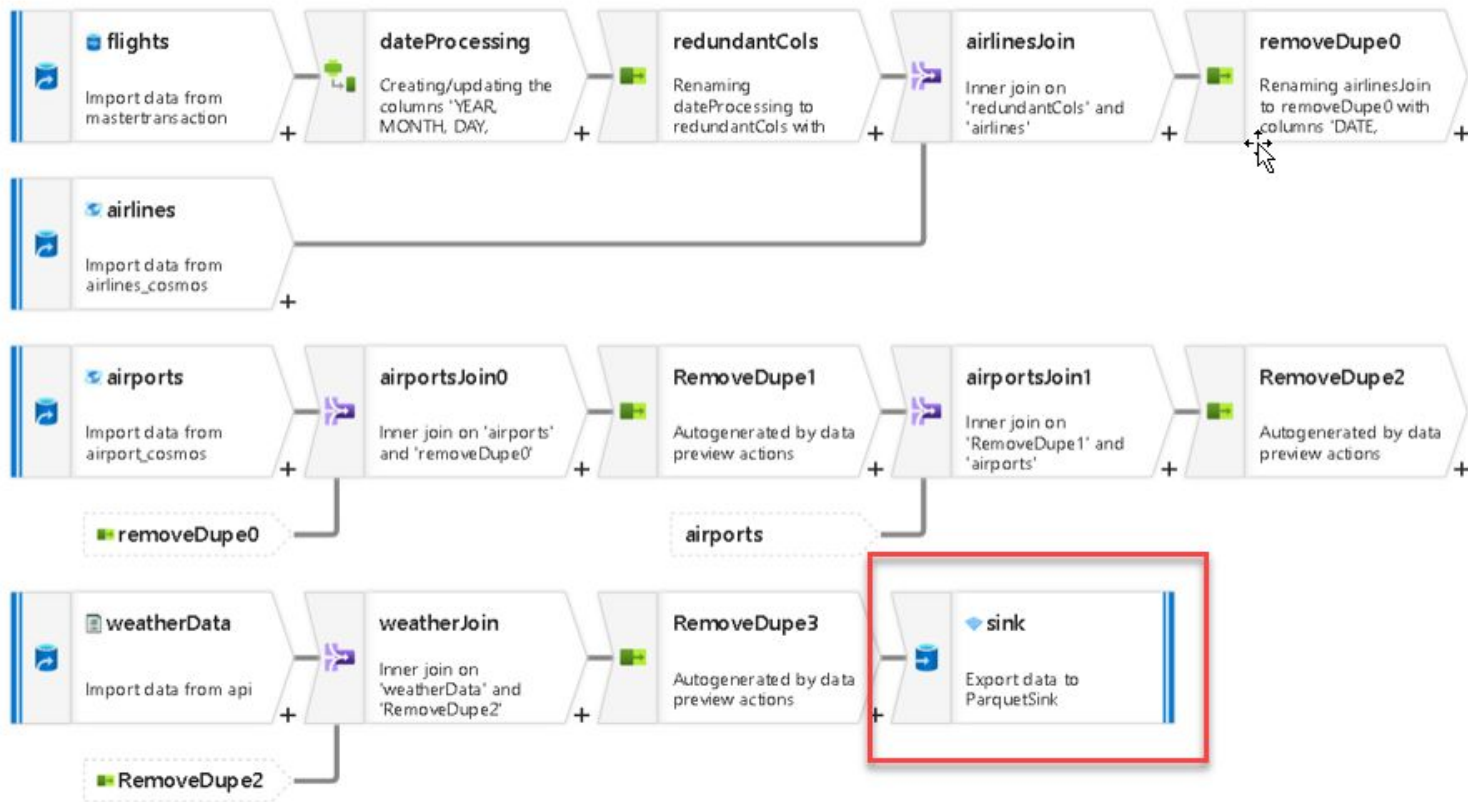 flights
Import data from
mastertransaction
+
dateProcessing
Creating/updating the
columns 'YEAR,
MONTH, DAY,
+
redundantCols
Renaming
dateProcessing to
redundantCols with
+
airlinesJoin
Inner join on
'redundantCols' and
'airlines'
+
removeDupe0
Renaming airlinesJoin
to removeDupe0 with
columns 'DATE,
+
airlines
Import data from
airlines_cosmos
+
airports
Import data from
airport_cosmos
+
airportsJoin0
Inner join on 'airports'
and 'removeDupe0'
+
RemoveDupe1
Autogenerated by data
preview actions
+
airportsJoin1
Inner join on
'RemoveDupe1' and
'airports'
+
RemoveDupe2
Autogenerated by data
preview actions
+
removeDupe0
airports
weatherData
Import data from api
+
weatherJoin
Inner join on
'weatherData' and
'RemoveDupe2'
+
RemoveDupe3
Autogenerated by data
preview actions
+
sink
Export data to
ParquetSink
RemoveDupe2